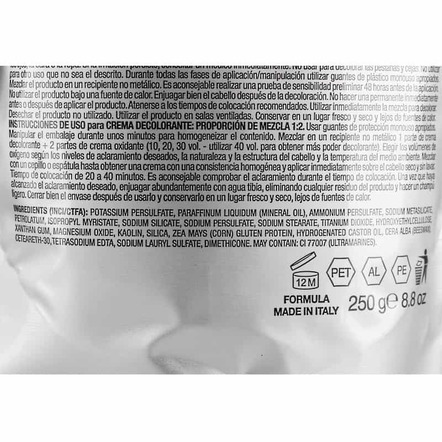 para otro uso que no sea el descrito. Durante todas las fases de aplicación/manipulación utilizar guantes de plástico monouso apropiados.
Mezclar el producto en un recipiente no metálico. Es aconsejable realizar una prueba de sensibilidad preliminar 48 horas antes de la aplicación.
No utilizar el producto bajo una fuente de calor. Enjuagar bien el cabello después de la decoloración. No hacer una permanente inmediatamente
antes o después de aplicar el producto. Atenerse a los tiempos de colocación recomendados. Utilizar inmediatamente la mezcla para decolorar.
Desechar el producto no utilizado. Utilizar en salas ventiladas. Conservar en un lugar fresco y seco y lejos de fuentes de calor.
INSTRUCCIONES DE USO para CREMA DECOLORANTE: PROPORCIÓN DE MEZCLA 1:2. Usar guantes de protección monouso apropiados.
Manipular el embalaje durante unos minutos para homogeneizar el contenido. Mezclar en un recipiente no metálico 1 parte de crema
decolorante + 2 partes de crema oxidante (10, 20, 30 vol. - utilizar 40 vol. para obtener más poder decolorante). Elegir los volúmenes de
oxígeno según los niveles de aclaramiento deseados, la naturaleza y la estructura del cabello y la temperatura del medio ambiente. Mezclar
con un cepillo o espátula hasta obtener una crema con una consistencia homogénea y aplicar inmediatamente sobre el cabello seco y sin lavar.
Tiempo de colocación de 20 a 40 minutos. Es aconsejable realizar el aclaramiento durante el tiempo de colocación. Una vez que se haya
alcanzado el aclaramiento deseado, enjuagar abundantemente con agua tibia, eliminando cualquier residuo del producto y hacer un champú
ligero. Cerrar bien el envase después de usarlo y conservarlo en un lugar fresco y seco, lejos de fuentes de calor.
INGREDIENTS (INCI/CTFA): POTASSIUM PERSULFATE, PARAFFINUM LIQUIDUM (MINERAL OIL), AMMONIUM PERSULFATE, SODIUM METASILICATE,
PETROLATUM, ISOPROPYL MYRISTATE, SODIUM SILICATE, SODIUM PERSULFATE, SODIUM STEARATE, TITANIUM DIOXIDE, HYDROXYETHYLCELLULOSE,
XANTHAN GUM, MAGNESIUM OXIDE, KAOLIN, SILICA, ZEA MAYS (CORN) GLUTEN PROTEIN, HYDROGENATED CASTOR OIL, CERA ALBA (BEESWAX),
CETEARETH-30, TETRASODIUM EDTA, SODIUM LAURYL SULFATE, DIMETHICONE. MAY CONTAIN: CI 77007 (ULTRAMARINES).
12M PET AL PE
FORMULA
MADE IN ITALY
250 g e 8.8 oz